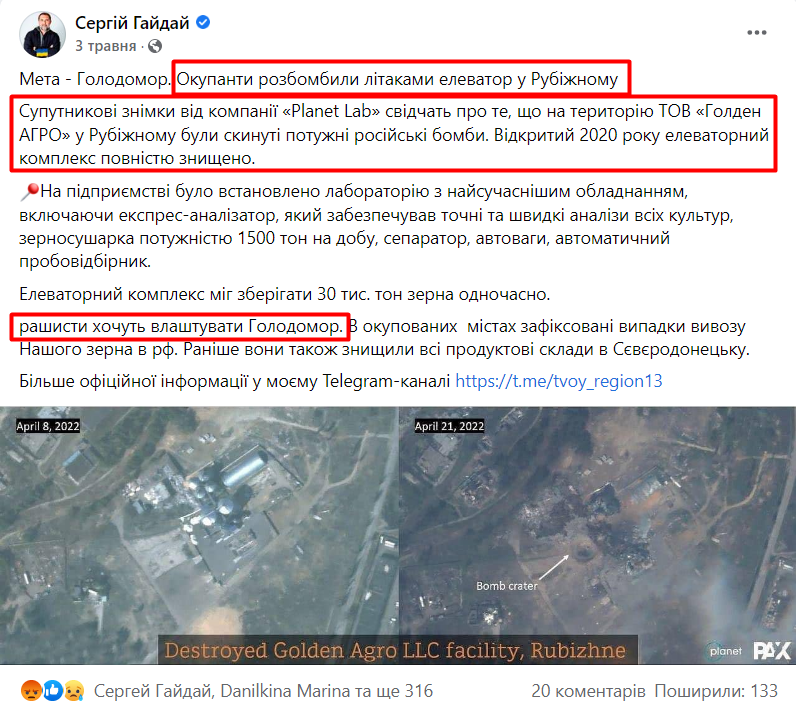 Сергій Гайдай
3 травня ·
Мета - Голодомор. Окупанти розбомбили літаками елеватор у Рубіжному
Супутникові знімки від компанії «Planet Lab» свідчать про те, що на територію ТОВ «Голден
АГРО» у Рубіжному були скинуті потужні російські бомби. Відкритий 2020 року елеваторний
комплекс повністю знищено.
На підприємстві було встановлено лабораторію з найсучаснішим обладнанням,
включаючи експрес-аналізатор, який забезпечував точні та швидкі аналізи всіх культур,
зерносушарка потужністю 1500 тон на добу, сепаратор, автоваги, автоматичний
пробовідбірник.
Елеваторний комплекс міг зберігати 30 тис. тон зерна одночасно.
рашисти хочуть влаштувати Голодомор. В окупованих містах зафіксовані випадки вивозу
Нашого зерна в рф. Раніше вони також знищили всі продуктові склади в Сєвєродонецьку.
Більше офіційної інформації у моєму Telegram-каналі https://t.me/tvoy_region13
April 8, 2022
April 21, 2022
Bomb crater
Destroyed Golden Agro LLC facility, Rubizhne
planet. PAX
Сергей Гайдай, Danilkina Marina та ще 316
20 коментарів Поширили: 133